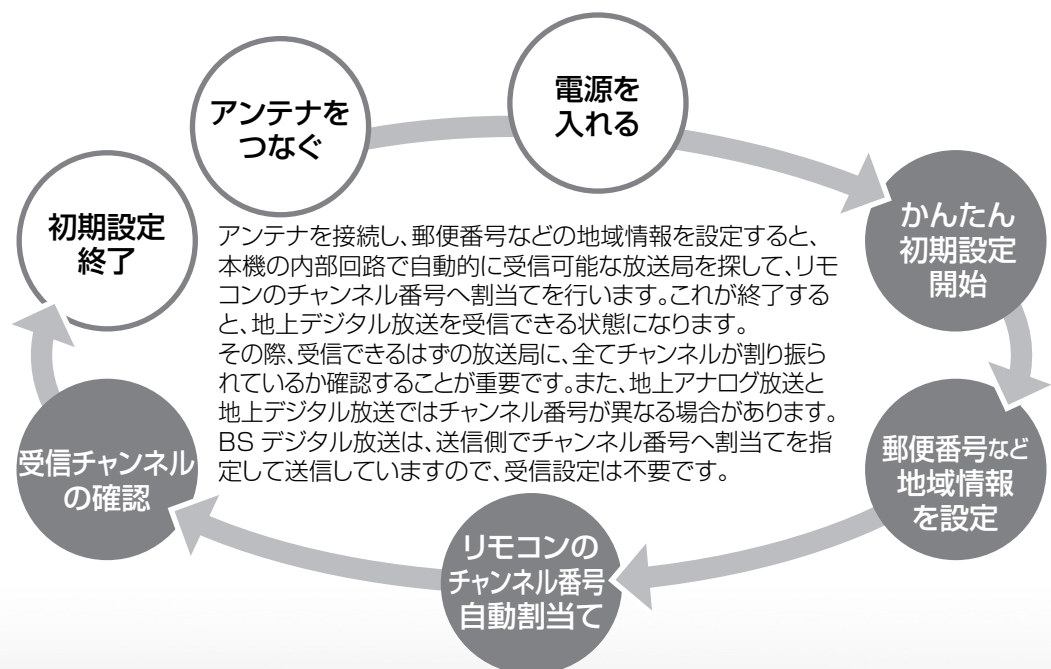 アンテナを
つなぐ
電源を
入れる
かんたん
初期設定
開始
郵便番号など
地域情報
を設定
リモコンの
チャンネル番号
自動割当て
受信チャンネル
の確認
初期設定
終了
アンテナを接続し、郵便番号などの地域情報を設定すると、
本機の内部回路で自動的に受信可能な放送局を探して、リモ
コンのチャンネル番号へ割当てを行います。これが終了する
と、地上デジタル放送を受信できる状態になります。
その際、受信できるはずの放送局に、全てチャンネルが割り振ら
れているか確認することが重要です。また、地上アナログ放送と
地上デジタル放送ではチャンネル番号が異なる場合があります。
BS デジタル放送は、送信側でチャンネル番号へ割当てを指
定して送信していますので、受信設定は不要です。